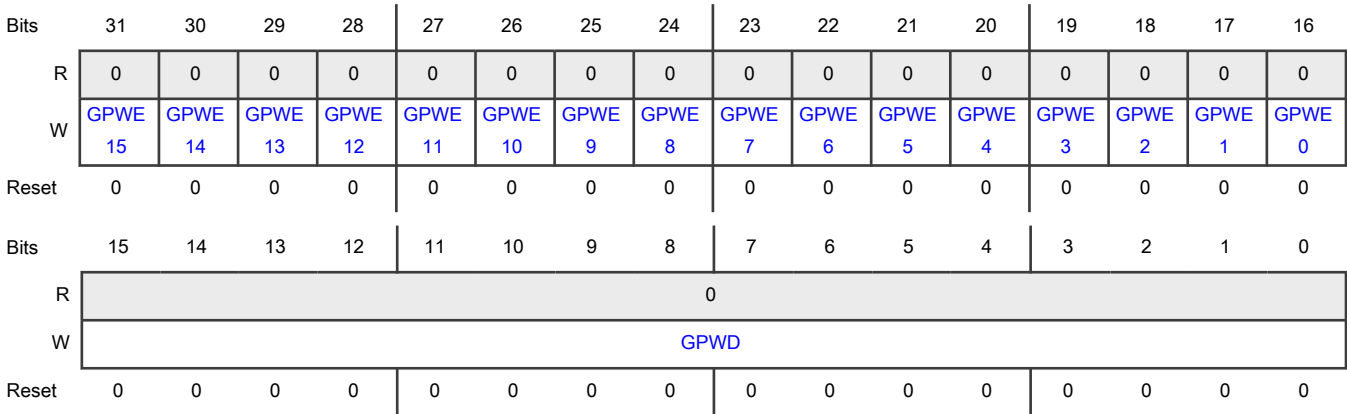 Bits 31 30 29 28 27 26 25 24 23 22 21 20 19 18 17 16
R 0 0 0 0 0 0 0 0 0 0 0 0 0 0 0 0
W GPWE GPWE GPWE GPWE GPWE GPWE GPWE GPWE GPWE GPWE GPWE GPWE GPWE GPWE GPWE GPWE
15 14 13 12 11 10 9 8 7 6 5 4 3 2 1 0
Reset 0 0 0 0 0 0 0 0 0 0 0 0 0 0 0 0
Bits 15 14 13 12 11 10 9 8 7 6 5 4 3 2 1 0
R 0
W GPWD
Reset 0 0 0 0 0 0 0 0 0 0 0 0 0 0 0 0